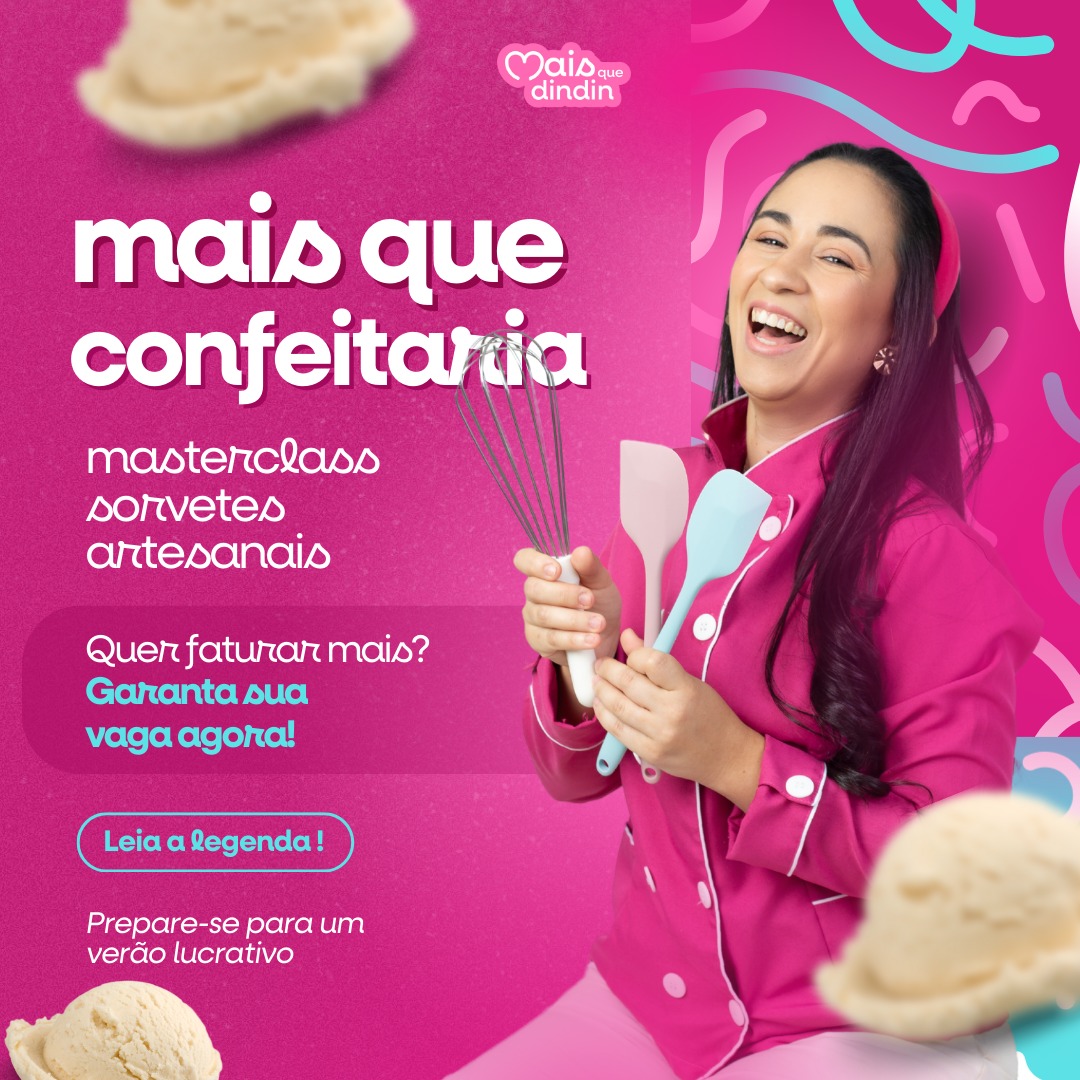 Mais que
dindin
mais que
confeitaria
masterclass
sorvetes
artesanais
Quer faturar mais?
Garanta sua
vaga agora!
Leia a legenda !
Prepare-se para um
verão lucrativo